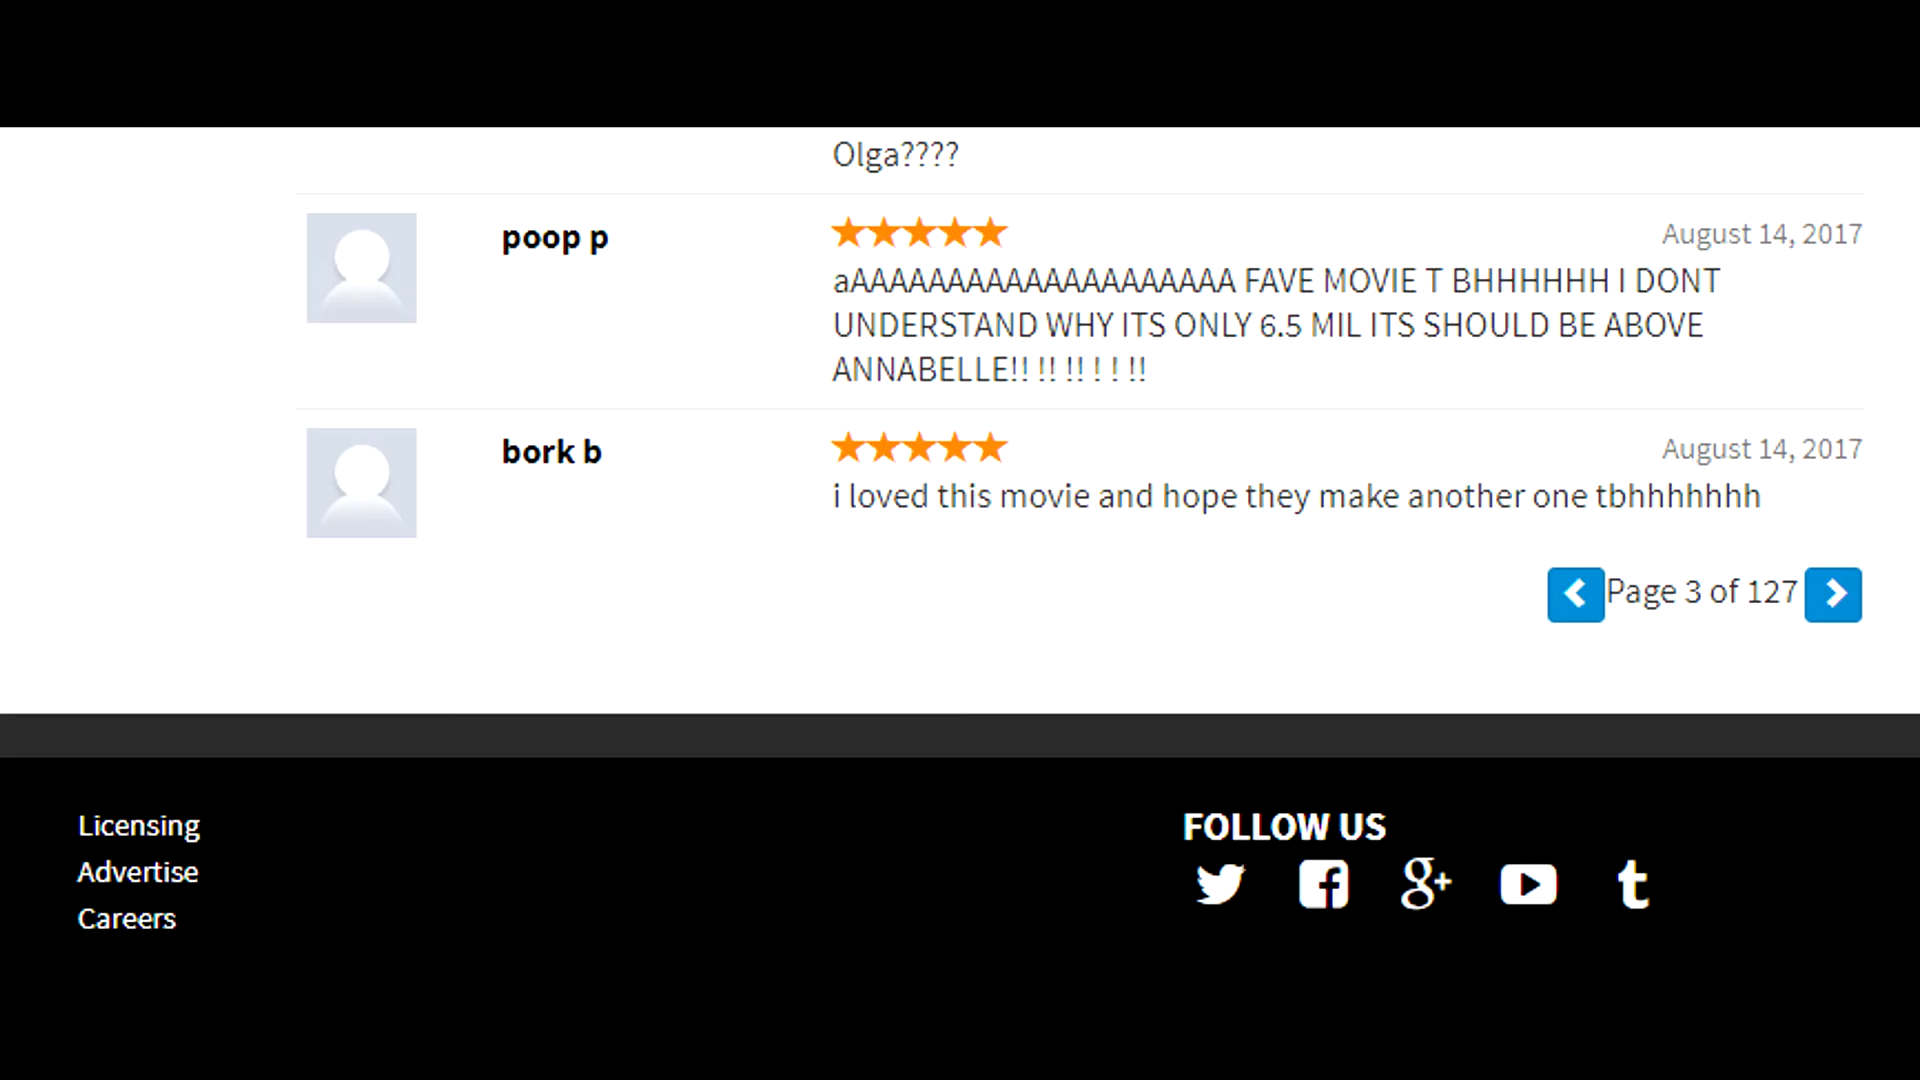 Olga????
poop p
August 14, 2017
aAAAAAAAAAAAAAAAAAAAA FAVE MOVIE T BHHHHHH I DONT
UNDERSTAND WHY ITS ONLY 6.5 MIL ITS SHOULD BE ABOVE
ANNABELLE!! !! !! ! ! !!
bork b
August 14, 2017
i loved this movie and hope they make another one tbhhhhhhh
Page 3 of 127
Licensing
Advertise
Careers
FOLLOW US